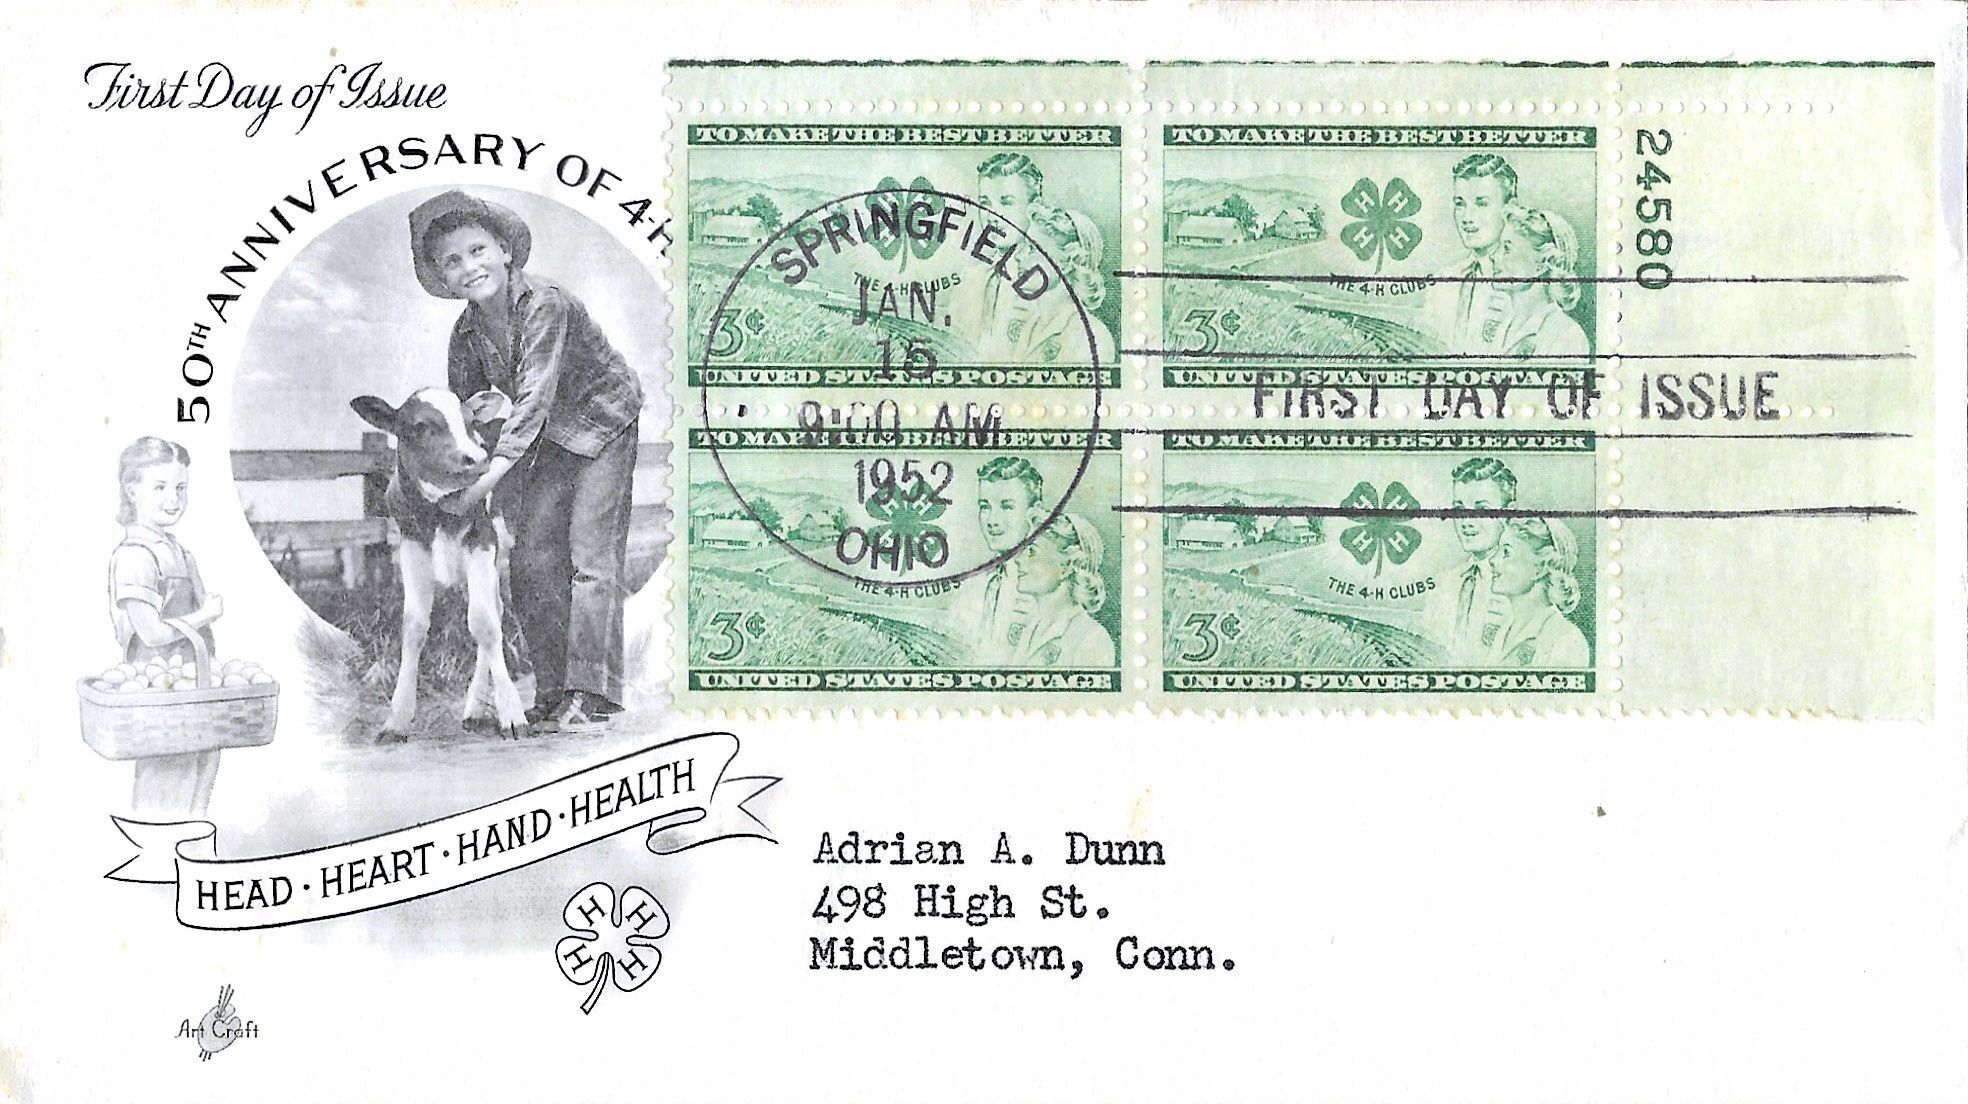 First Day of Issue
50TH ANNIVERSARY OF 4-H
HEAD · HEART · HAND · HEALTH
H H
H H
Art Craft
TO MAKE THE BEST BETTER
H H
H H
THE 4-H CLUBS
3¢
UNITED STATES POSTAGE
TO MAKE THE BEST BETTER
H H
H H
THE 4-H CLUBS
3¢
UNITED STATES POSTAGE
24580
TO MAKE THE BEST BETTER
H H
H H
THE 4-H CLUBS
3¢
UNITED STATES POSTAGE
TO MAKE THE BEST BETTER
H H
H H
THE 4-H CLUBS
3¢
UNITED STATES POSTAGE
SPRINGFIELD
JAN.
15
9:00 AM
1952
OHIO
FIRST DAY OF ISSUE
Adrian A. Dunn
498 High St.
Middletown, Conn.